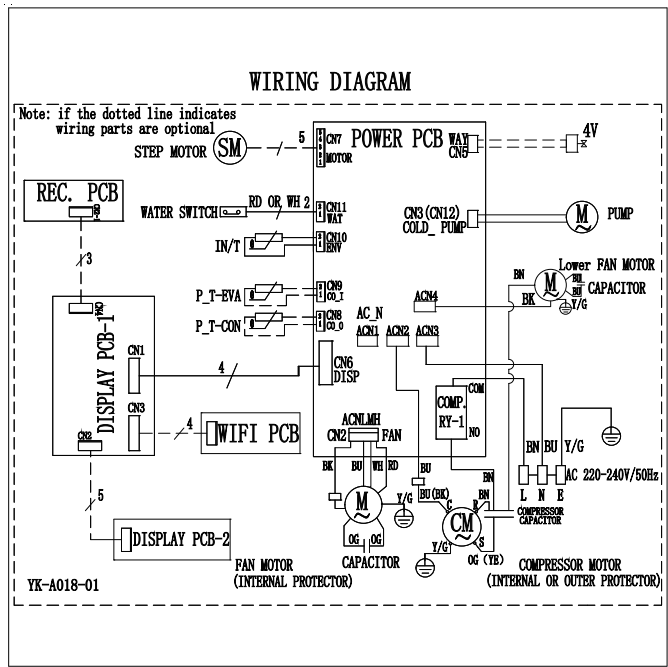 WIRING DIAGRAM
Note: if the dotted line indicates
wiring parts are optional
STEP MOTOR
SM
5
CN7
MOTOR
POWER PCB
WAY
CN5
4V
REC. PCB
WATER SWITCH
RD OR WH 2
CN11
WAT
CN3(CN12)
COLD_ PUMP
M
PUMP
IN/T
CN10
ENV
3
P_T-EVA
CN9
CO_I
P_T-CON
CN8
CO_O
AC_N
ACN1
ACN2
ACN3
ACN4
BN
BK
M
Lower FAN MOTOR
BU
CAPACITOR
BU
Y/G
DISPLAY PCB-1
CN1
CN3
CN2
4
CN6
DISP
4
WIFI PCB
COMP.
RY-1
COM
NO
ACNLMH
CN2
FAN
BK
BU
WH
RD
M
Y/G
OG
OG
CAPACITOR
BU
BU(BK)
C
R
S
CM
BN
BN
Y/G
OG (YE)
COMPRESSOR
CAPACITOR
BN
BU
Y/G
L
N
E
AC 220-240V/50Hz
5
DISPLAY PCB-2
FAN MOTOR
(INTERNAL PROTECTOR)
COMPRESSOR MOTOR
(INTERNAL OR OUTER PROTECTOR)
YK-A018-01